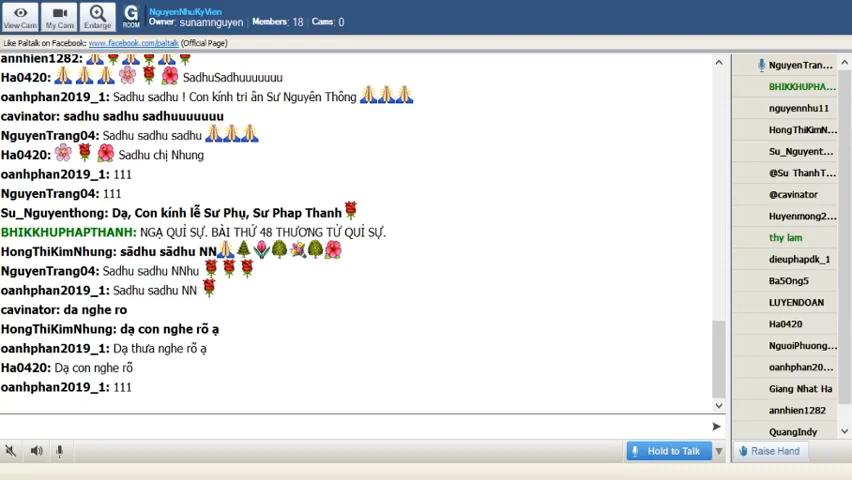 View Cam
My Cam
Enlarge
G
ROOM
NguyenNhuKyVien
Owner: sunamnguyen Members: 18 Cams: 0
Like Paltalk on Facebook: www.facebook.com/paltalk (Official Page)
annhien1282:
Ha0420: SadhuSadhuuuuuu
oanhphan2019_1: Sadhu sadhu ! Con kính tri ân Sư Nguyên Thông
cavinator: sadhu sadhu sadhuuuuuuu
NguyenTrang04: Sadhu sadhu sadhu
Ha0420: Sadhu chị Nhung
oanhphan2019_1: 111
NguyenTrang04: 111
Su_Nguyenthong: Dạ, Con kính lễ Sư Phụ, Sư Phap Thanh
BHIKKHUPHAPTHANH: NGẠ QUỈ SỰ. BÀI THỨ 48 THƯƠNG TỬ QUỈ SỰ.
HongThiKimNhung: sādhu sādhu NN
NguyenTrang04: Sadhu sadhu NNhu
oanhphan2019_1: Sadhu sadhu NN
cavinator: da nghe ro
HongThiKimNhung: dạ con nghe rõ ạ
oanhphan2019_1: Dạ thưa nghe rõ ạ
Ha0420: Dạ con nghe rõ
oanhphan2019_1: 111
NguyenTran...
BHIKKHUPHA...
nguyennhu11
HongThiKimN...
Su_Nguyent...
@Su ThanhT...
@cavinator
Huyenmong2...
thy lam
dieuphapdk_1
Ba5Ong5
LUYENDOAN
Ha0420
NguoiPhuong...
oanhphan20...
Giang Nhat Ha
annhien1282
QuangIndy
Hold to Talk
Raise Hand